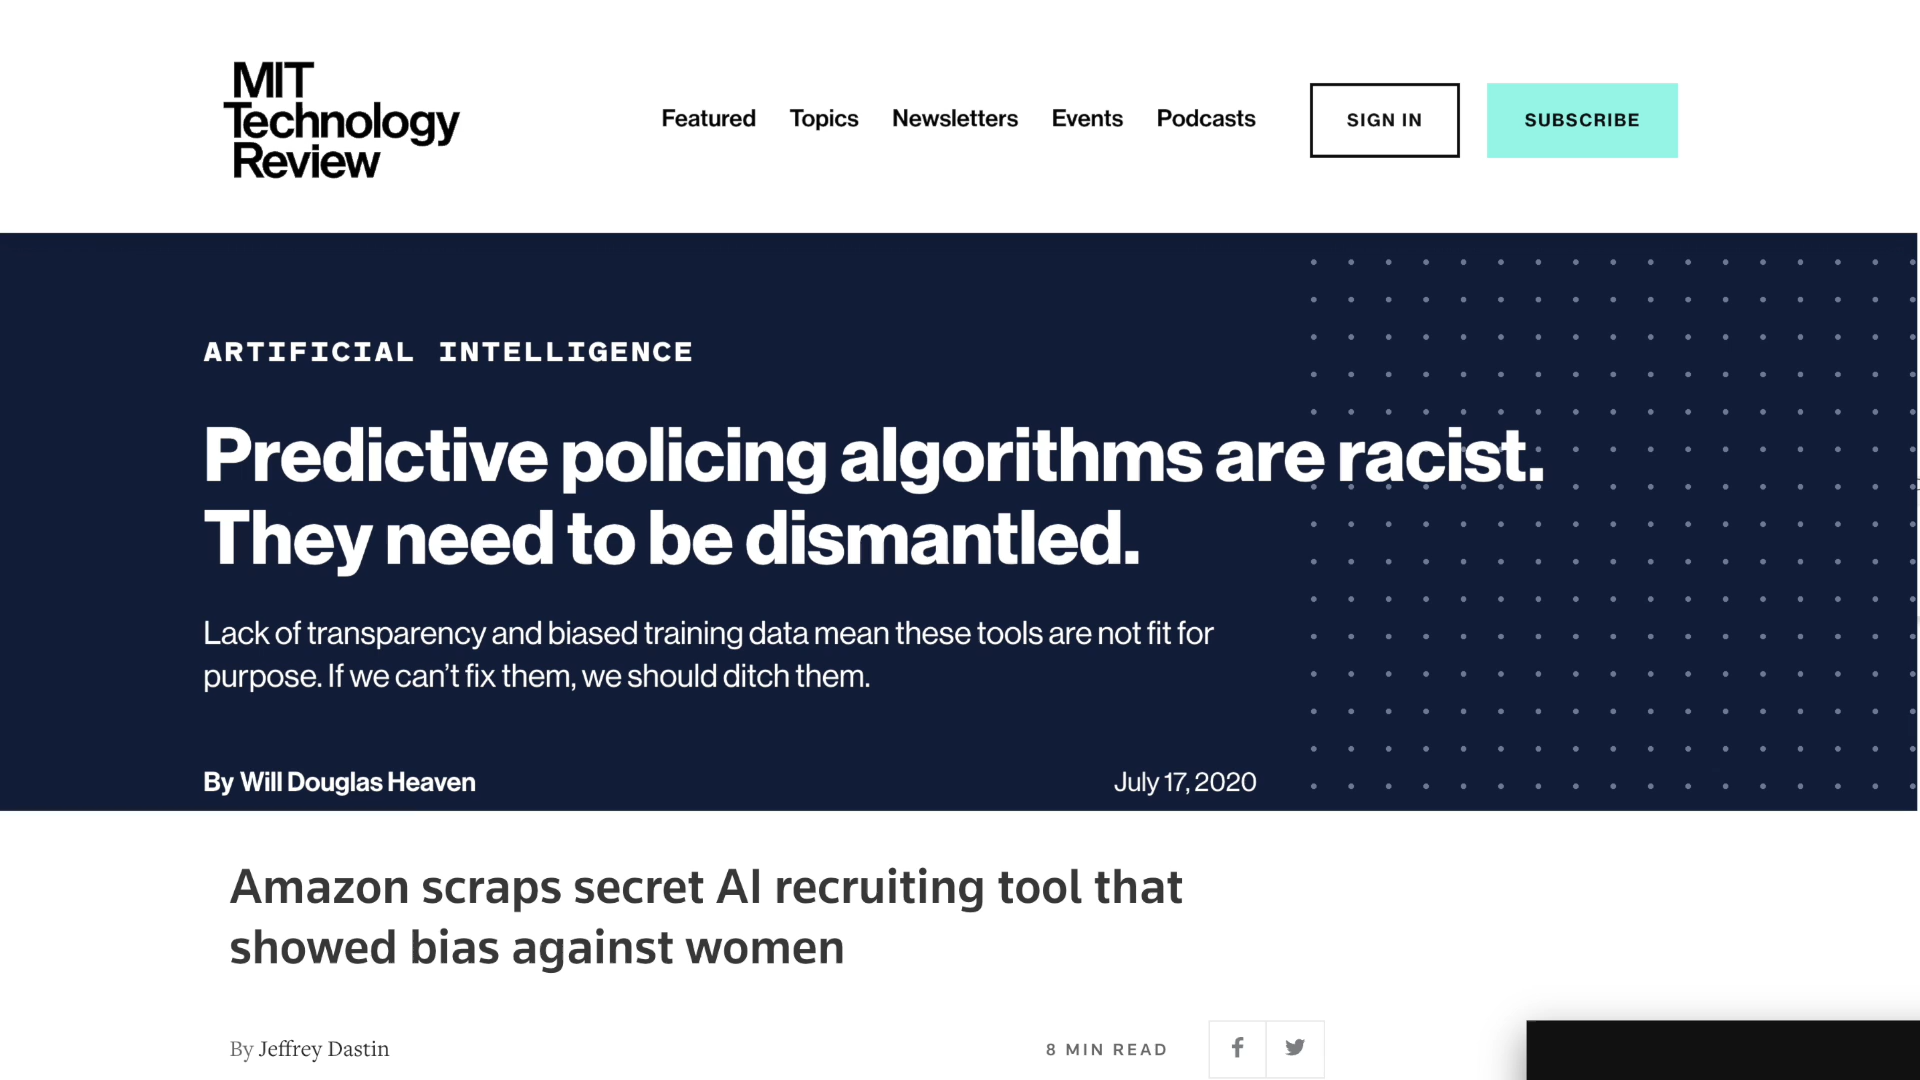 MIT
Technology
Review
Featured Topics Newsletters Events Podcasts SIGN IN SUBSCRIBE
ARTIFICIAL INTELLIGENCE
Predictive policing algorithms are racist.
They need to be dismantled.
Lack of transparency and biased training data mean these tools are not fit for
purpose. If we can’t fix them, we should ditch them.
By Will Douglas Heaven July 17, 2020
Amazon scraps secret AI recruiting tool that
showed bias against women
By Jeffrey Dastin 8 MIN READ